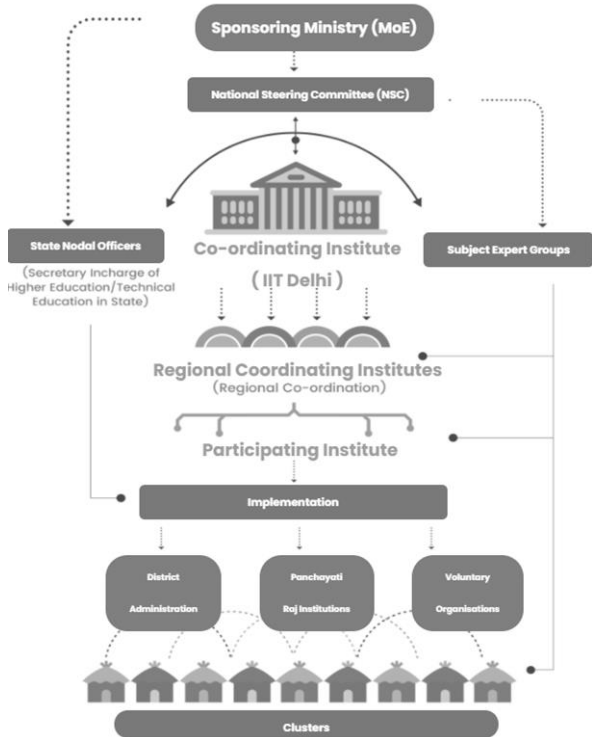 Sponsoring Ministry (MoE)
National Steering Committee (NSC)
State Nodal Officers
(Secretary Incharge of
Higher Education/Technical
Education in State)
Co-ordinating Institute
( IIT Delhi )
Subject Expert Groups
Regional Coordinating Institutes
(Regional Co-ordination)
Participating Institute
Implementation
District
Administration
Panchayati
Raj Institutions
Voluntary
Organisations
Clusters